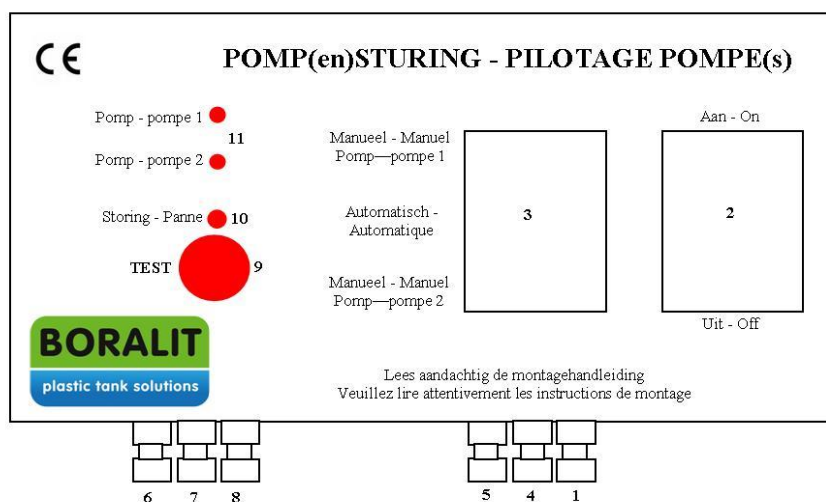 CE
POMP(en)STURING - PILOTAGE POMPE(s)
Pomp - pompe 1
11
Pomp - pompe 2
Storing - Panne
10
TEST
9
Manueel - Manuel
Pomp—pompe 1
Automatisch -
Automatique
Manueel - Manuel
Pomp—pompe 2
3
Aan - On
2
Uit - Off
BORALIT
plastic tank solutions
Lees aandachtig de montagehandleiding
Veuillez lire attentivement les instructions de montage
6 7 8 5 4 1